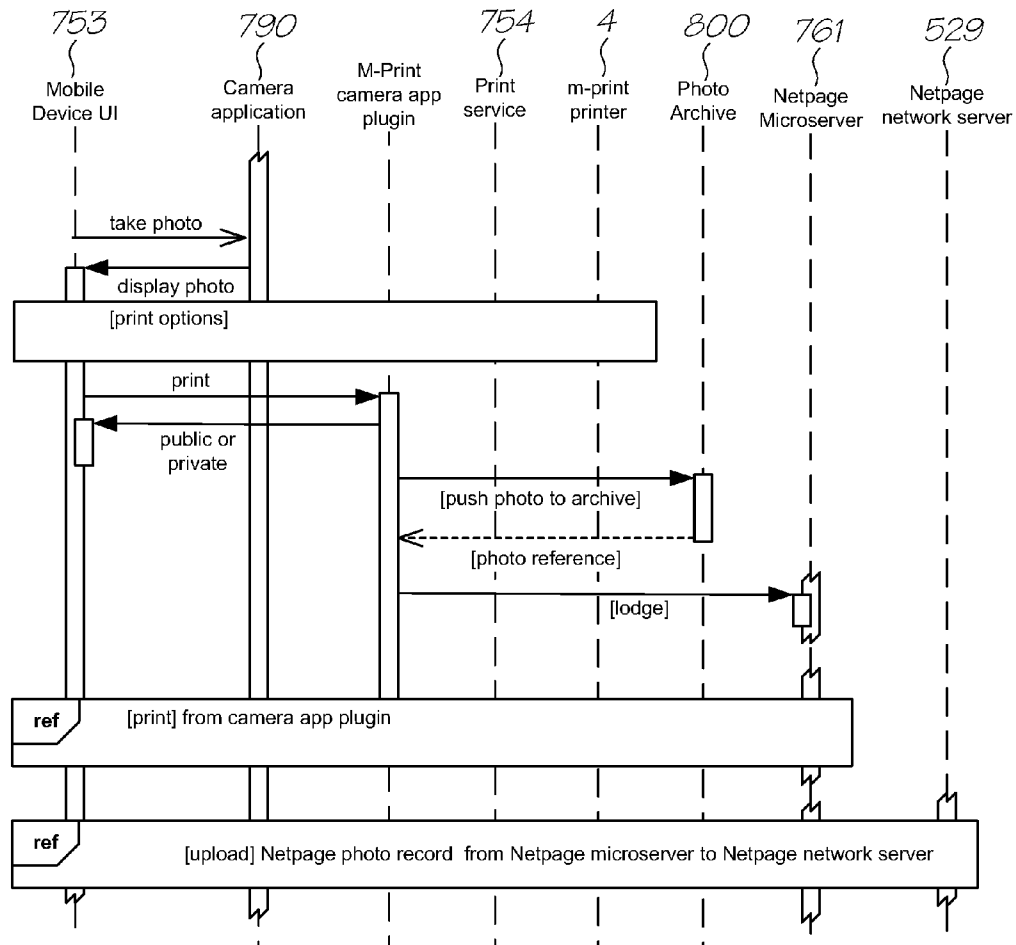 753 790 754 4 800 761 529
Mobile
Device UI
Camera
application
M-Print
camera app
plugin
Print
service
m-print
printer
Photo
Archive
Netpage
Microserver
Netpage
network server
take photo
display photo
[print options]
print
public or
private
[push photo to archive]
[photo reference]
[lodge]
ref
[print] from camera app plugin
ref
[upload] Netpage photo record from Netpage microserver to Netpage network server